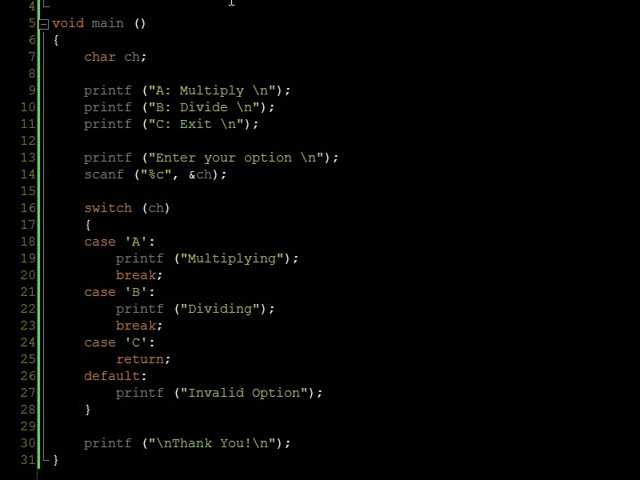 4
5 void main ()
6 {
7 char ch;
8
9 printf ("A: Multiply \n");
10 printf ("B: Divide \n");
11 printf ("C: Exit \n");
12
13 printf ("Enter your option \n");
14 scanf ("%c", &ch);
15
16 switch (ch)
17 {
18 case 'A':
19 printf ("Multiplying");
20 break;
21 case 'B':
22 printf ("Dividing");
23 break;
24 case 'C':
25 return;
26 default:
27 printf ("Invalid Option");
28 }
29
30 printf ("\nThank You!\n");
31 }